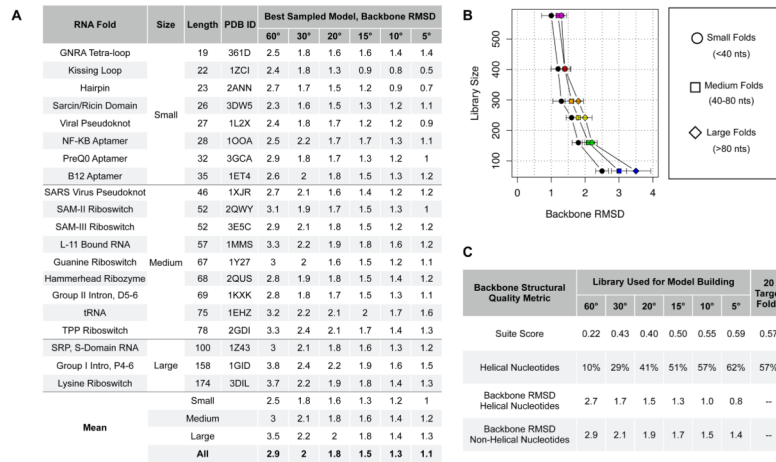 A
RNA Fold Size Length PDB ID Best Sampled Model, Backbone RMSD
60° 30° 20° 15° 10° 5°
GNRA Tetra-loop 19 361D 2.5 1.8 1.6 1.6 1.4 1.4
Kissing Loop 22 1ZCI 2.4 1.8 1.3 0.9 0.8 0.5
Hairpin 23 2ANN 2.7 1.7 1.5 1.2 0.9 0.7
Sarcin/Ricin Domain 26 3DW5 2.3 1.6 1.5 1.3 1.2 1.1
Small
Viral Pseudoknot 27 1L2X 2.4 1.8 1.7 1.2 1.2 0.9
NF-KB Aptamer 28 1OOA 2.5 2.2 1.7 1.7 1.3 1.1
PreQ0 Aptamer 32 3GCA 2.9 1.8 1.7 1.3 1.2 1
B12 Aptamer 35 1ET4 2.6 2 1.8 1.5 1.3 1.2
SARS Virus Pseudoknot 46 1XJR 2.7 2.1 1.6 1.4 1.2 1.2
SAM-II Riboswitch 52 2QWY 3.1 1.9 1.7 1.5 1.3 1
SAM-III Riboswitch 52 3E5C 2.9 2.1 1.8 1.5 1.2 1.2
L-11 Bound RNA 57 1MMS 3.3 2.2 1.9 1.8 1.6 1.2
Guanine Riboswitch Medium 67 1Y27 3 2 1.6 1.5 1.2 1.1
Hammerhead Ribozyme 68 2QUS 2.8 1.9 1.8 1.5 1.4 1.2
Group II Intron, D5-6 69 1KXK 2.8 1.8 1.7 1.5 1.3 1.1
tRNA 75 1EHZ 3.2 2.2 2.1 2 1.7 1.6
TPP Riboswitch 78 2GDI 3.3 2.4 2.1 1.7 1.4 1.3
SRP, S-Domain RNA 100 1Z43 3 2.1 1.8 1.6 1.3 1.2
Group I Intro, P4-6 Large 158 1GID 3.8 2.4 2.2 1.9 1.6 1.5
Lysine Riboswitch 174 3DIL 3.7 2.2 1.9 1.8 1.4 1.3
Mean
Small 2.5 1.8 1.6 1.3 1.2 1
Medium 3 2.1 1.8 1.6 1.4 1.2
Large 3.5 2.2 2 1.8 1.4 1.3
All 2.9 2 1.8 1.5 1.3 1.1
B
Library Size
500
400
300
200
100
0 1 2 3 4
Backbone RMSD
Small Folds
(<40 nts)
Medium Folds
(40-80 nts)
Large Folds
(>80 nts)
C
Backbone Structural
Quality Metric
Library Used for Model Building
60° 30° 20° 15° 10° 5°
20
Targe
Fold
Suite Score 0.22 0.43 0.40 0.50 0.55 0.59 0.57
Helical Nucleotides 10% 29% 41% 51% 57% 62% 57%
Backbone RMSD
Helical Nucleotides 2.7 1.7 1.5 1.3 1.0 0.8 --
Backbone RMSD
Non-Helical Nucleotides 2.9 2.1 1.9 1.7 1.5 1.4 --